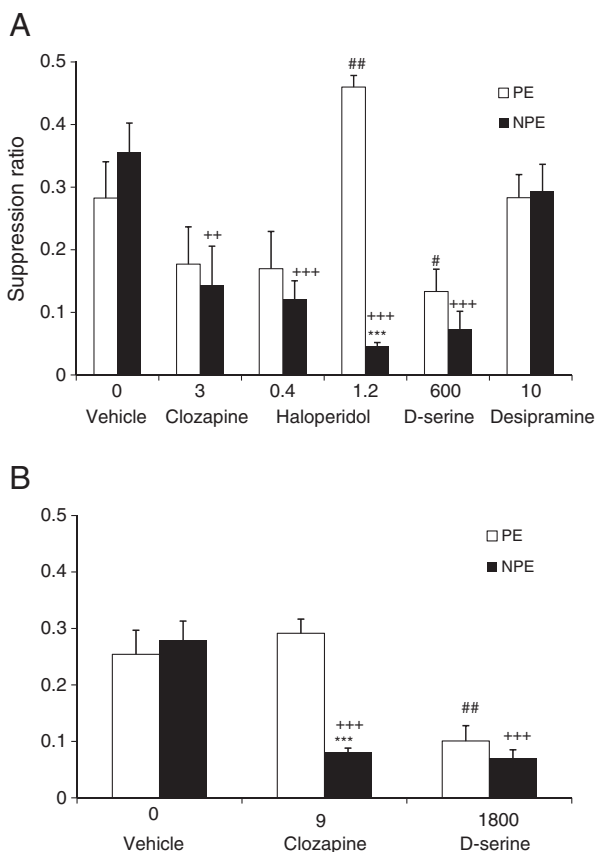 A
0.5
##
PE
NPE
0.4
0.3
++
+++
0.2
#
+++
+++
***
0.1
0
Suppression ratio
0 3 0.4 1.2 600 10
Vehicle Clozapine Haloperidol D-serine Desipramine
B
0.5
PE
NPE
0.4
0.3
0.2
+++
***
##
+++
0.1
0
0 9 1800
Vehicle Clozapine D-serine